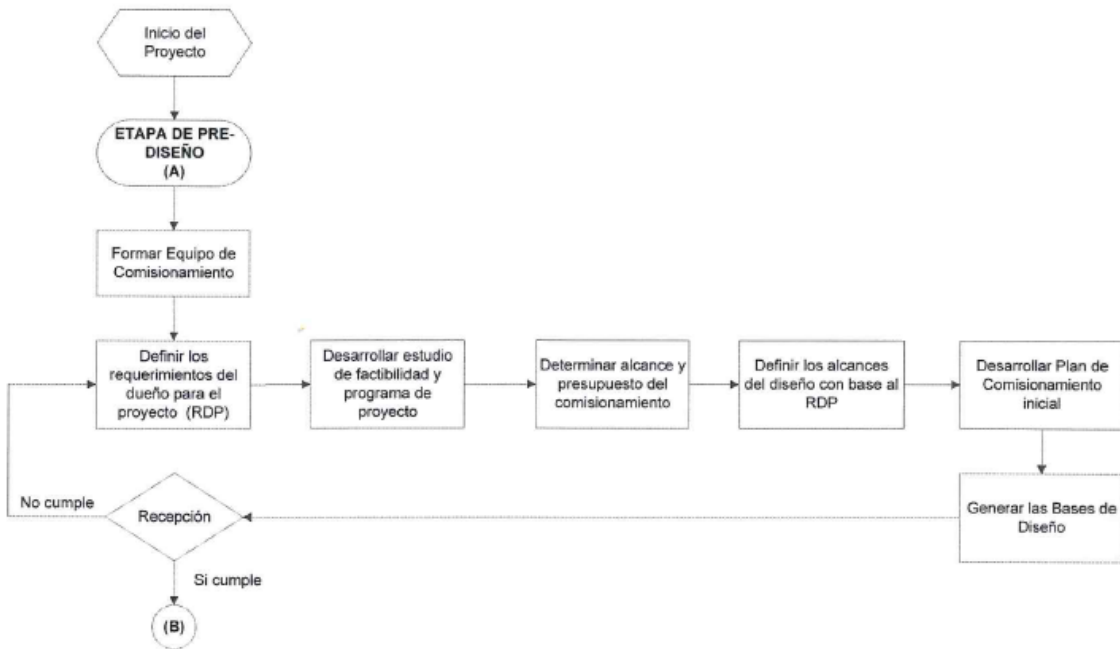 Inicio del
Proyecto
ETAPA DE PRE-
DISEÑO
(A)
Formar Equipo de
Comisionamiento
Definir los
requerimientos del
dueño para el
proyecto (RDP)
Desarrollar estudio
de factibilidad y
programa de
proyecto
Determinar alcance y
presupuesto del
comisionamiento
Definir los alcances
del diseño con base al
RDP
Desarrollar Plan de
Comisionamiento
inicial
No cumple
Recepción
Generar las Bases de
Diseño
Si cumple
(B)